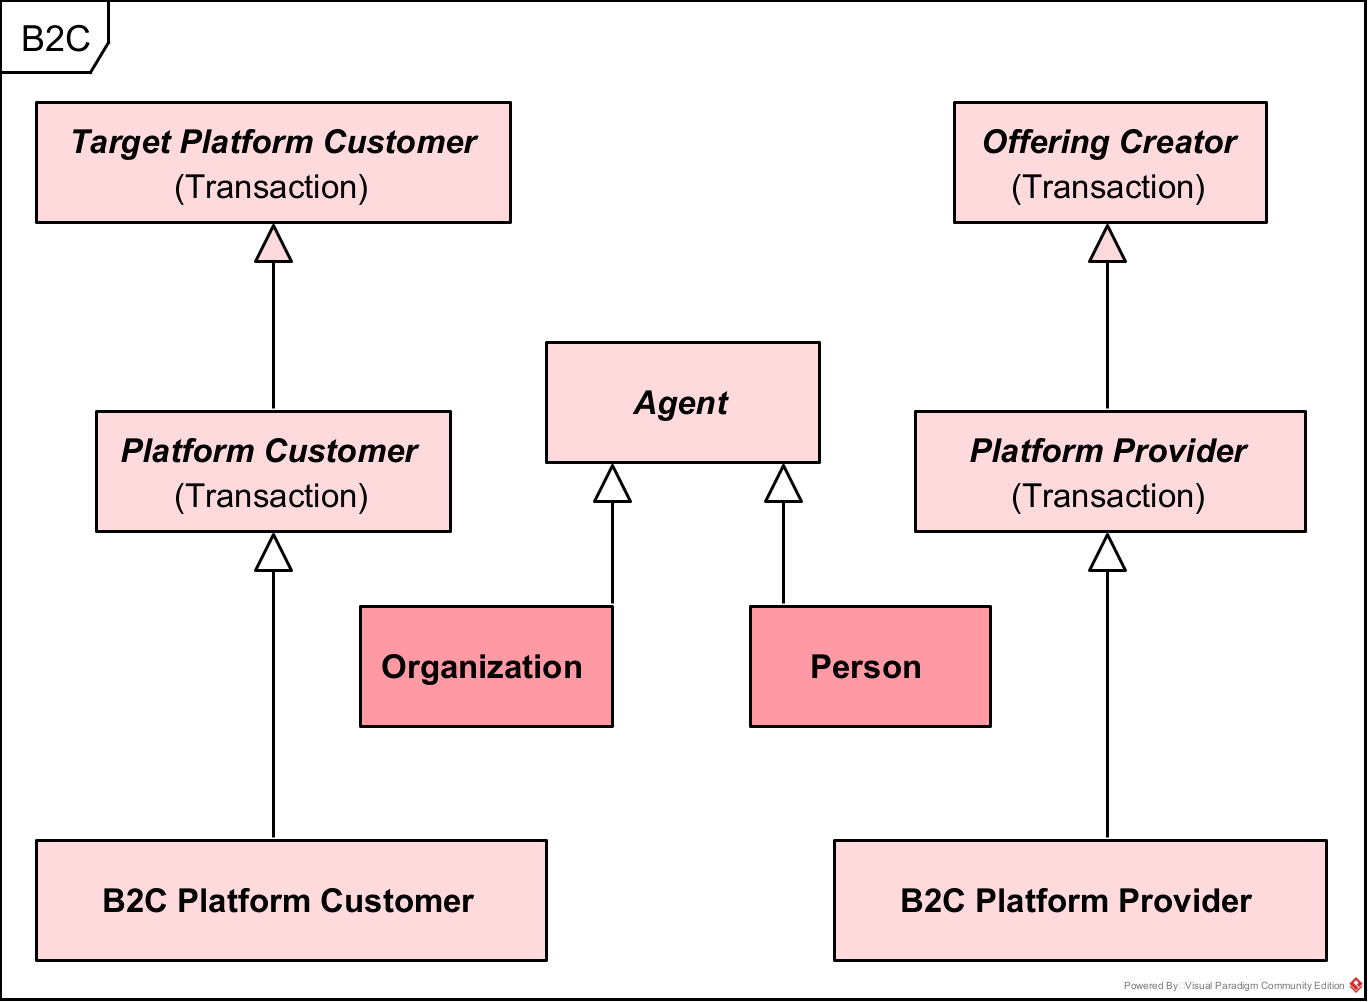 B2C
Target Platform Customer
(Transaction)
Offering Creator
(Transaction)
Agent
Platform Customer
(Transaction)
Platform Provider
(Transaction)
Organization
Person
B2C Platform Customer
B2C Platform Provider
Powered By Visual Paradigm Community Edition